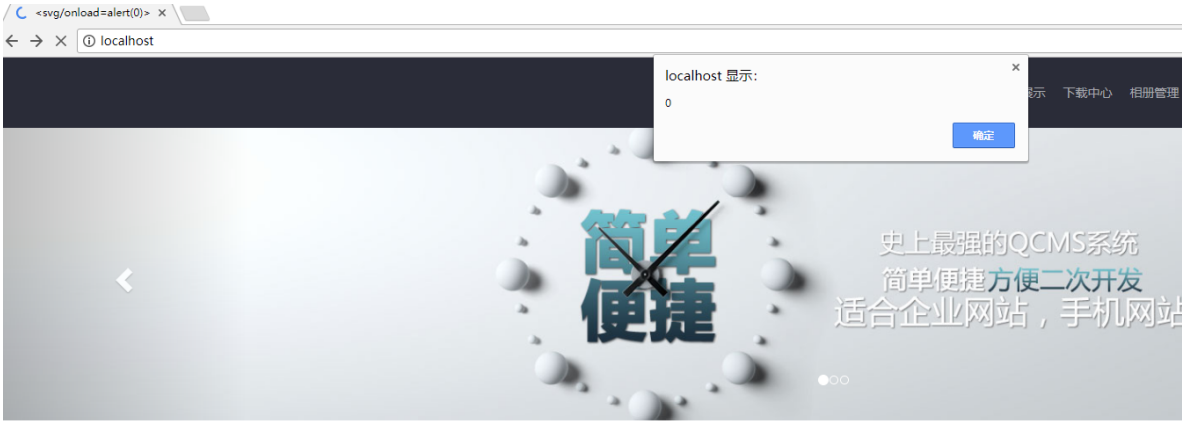 <svg/onload=alert(0)>
localhost
localhost 显示：
0
确定
展示 下载中心 相册管理
简单
便捷
史上最强的QCMS系统
简单便捷 方便二次开发
适合企业网站，手机网站